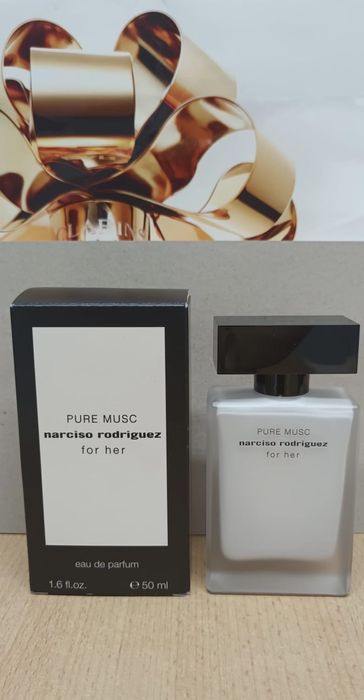 CLARINS
PURE MUSC
narciso rodriguez
for her
eau de parfum
1.6 fl.oz. ℮ 50 ml
PURE MUSC
narciso rodriguez
for her